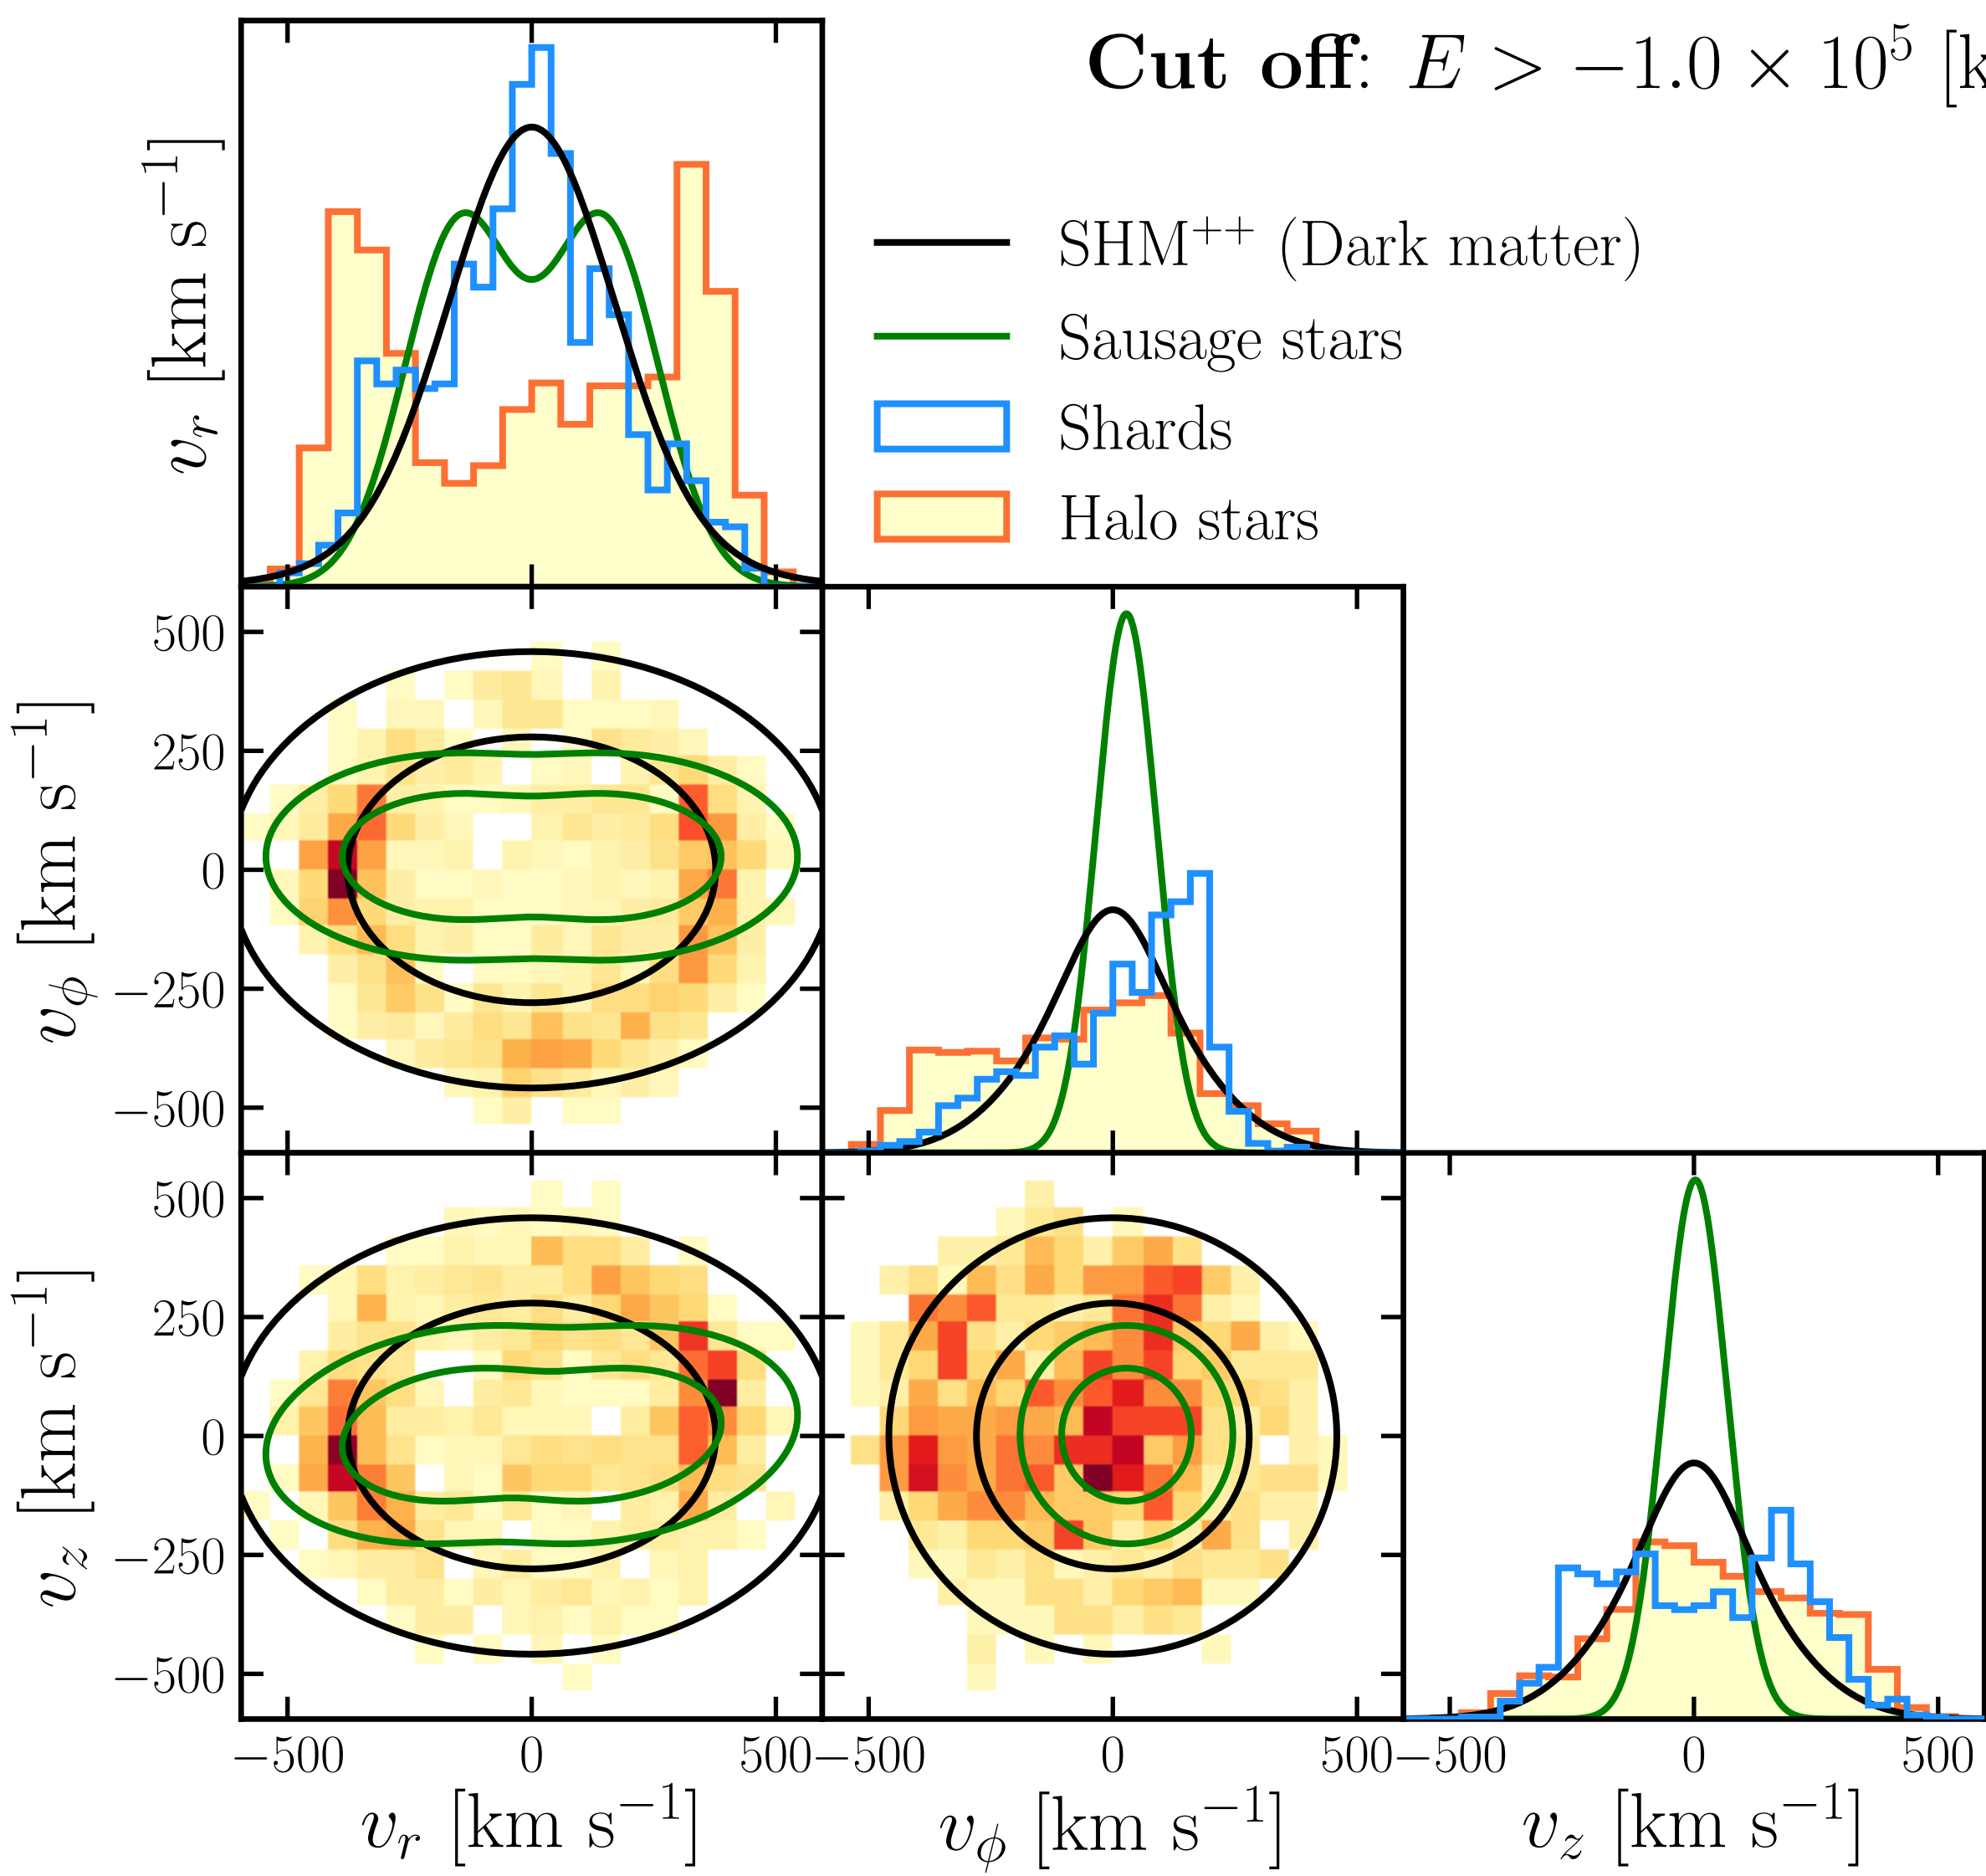 Cut off: E > −1.0 × 10⁵ [k
SHM⁺⁺ (Dark matter)
Sausage stars
Shards
Halo stars
v_r [km s⁻¹]
500
250
0
−250
−500
v_ϕ [km s⁻¹]
500
250
0
−250
−500
v_z [km s⁻¹]
−500 0 500
−500 0 500
−500 0 500
v_r [km s⁻¹]
v_ϕ [km s⁻¹]
v_z [km s⁻¹]